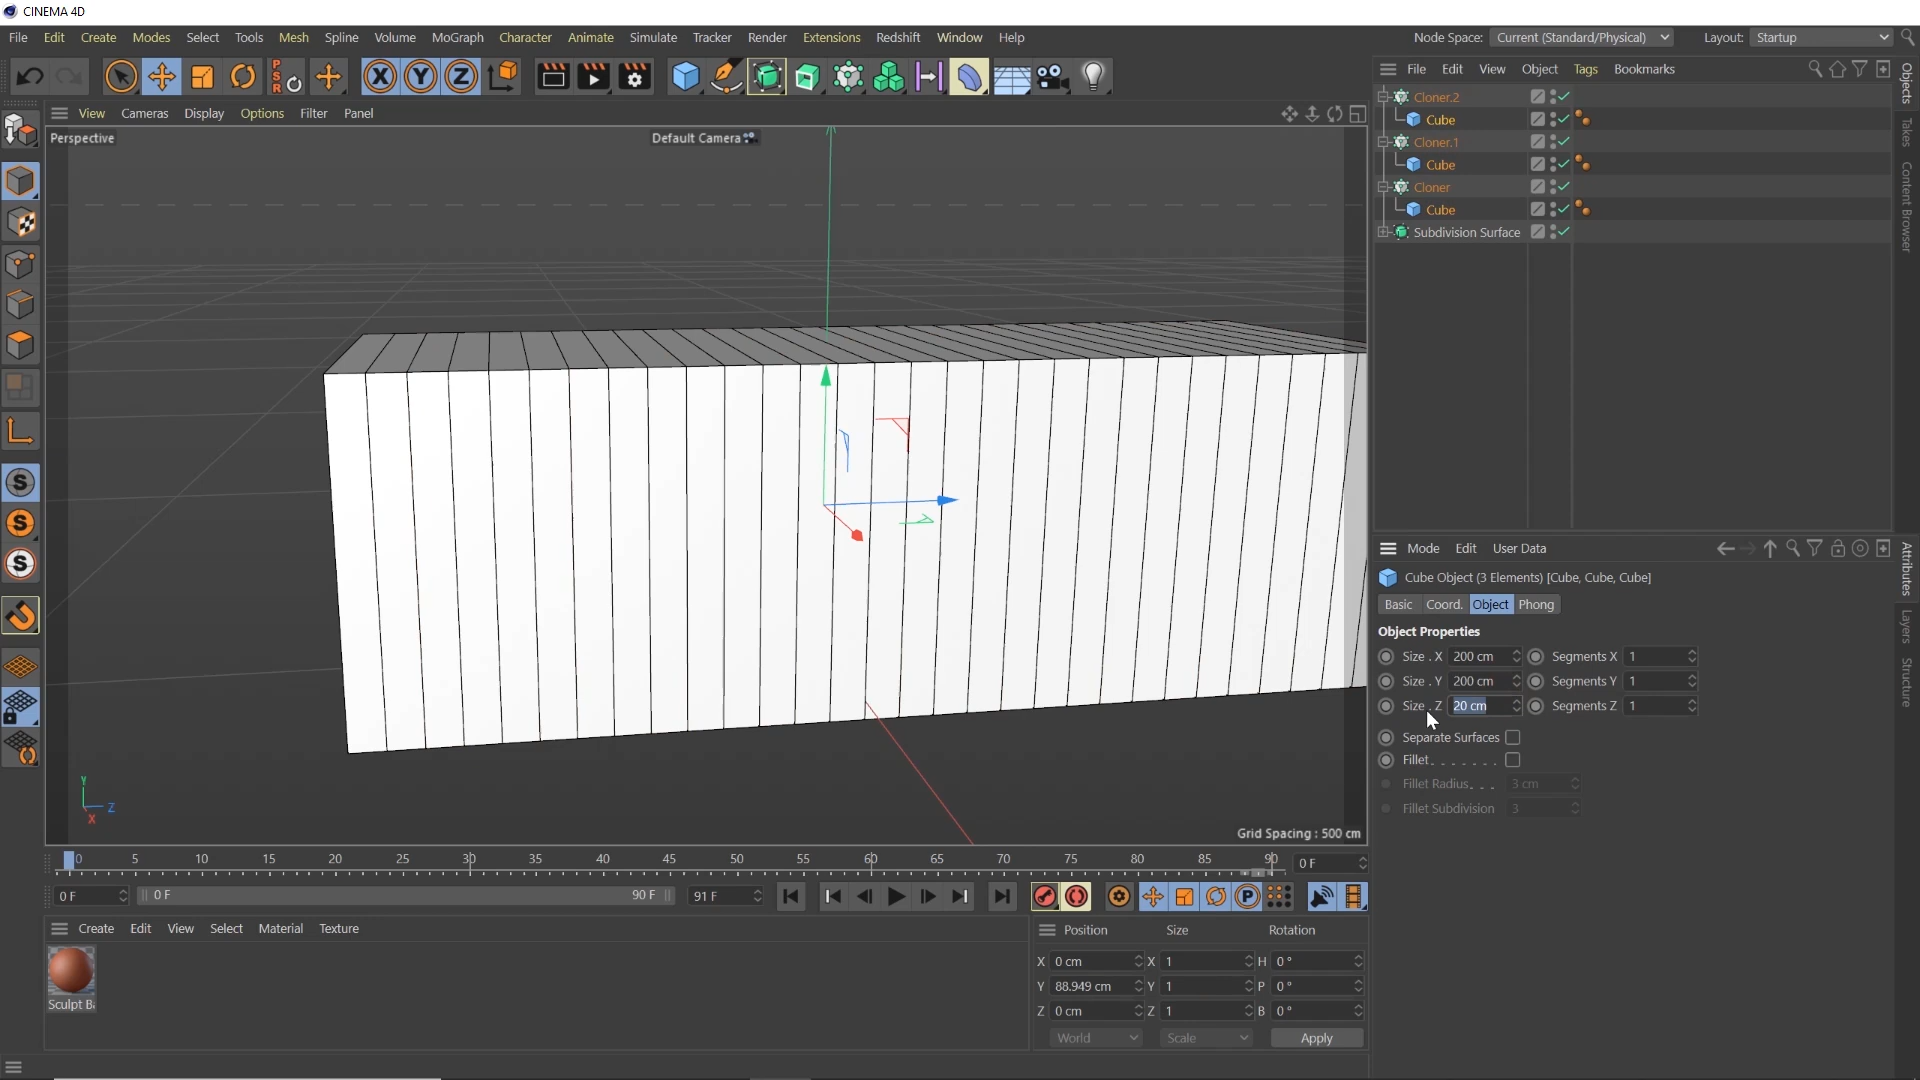 CINEMA 4D
File Edit Create Modes Select Tools Mesh Spline Volume MoGraph Character Animate Simulate Tracker Render Extensions Redshift Window Help Node Space: Current (Standard/Physical) Layout: Startup
P
S
R
X Y Z
File Edit View Object Tags Bookmarks
View Cameras Display Options Filter Panel
Perspective
Default Camera
Cloner.2
Cube
Cloner.1
Cube
Cloner
Cube
Subdivision Surface
Objects
Takes
Content Browser
S
S
S
Y
Z
X
Grid Spacing : 500 cm
Mode Edit User Data
Cube Object (3 Elements) [Cube, Cube, Cube]
Basic Coord. Object Phong
Object Properties
Size . X 200 cm Segments X 1
Size . Y 200 cm Segments Y 1
Size . Z 20 cm Segments Z 1
Separate Surfaces
Fillet
Fillet Radius 3 cm
Fillet Subdivision 3
Attributes
Layers
Structure
0 5 10 15 20 25 30 35 40 45 50 55 60 65 70 75 80 85 90 0 F
0 F 0 F 90 F 91 F
P
Create Edit View Select Material Texture
Sculpt B
Position Size Rotation
X 0 cm X 1 H 0 °
Y 88.949 cm Y 1 P 0 °
Z 0 cm Z 1 B 0 °
World Scale Apply